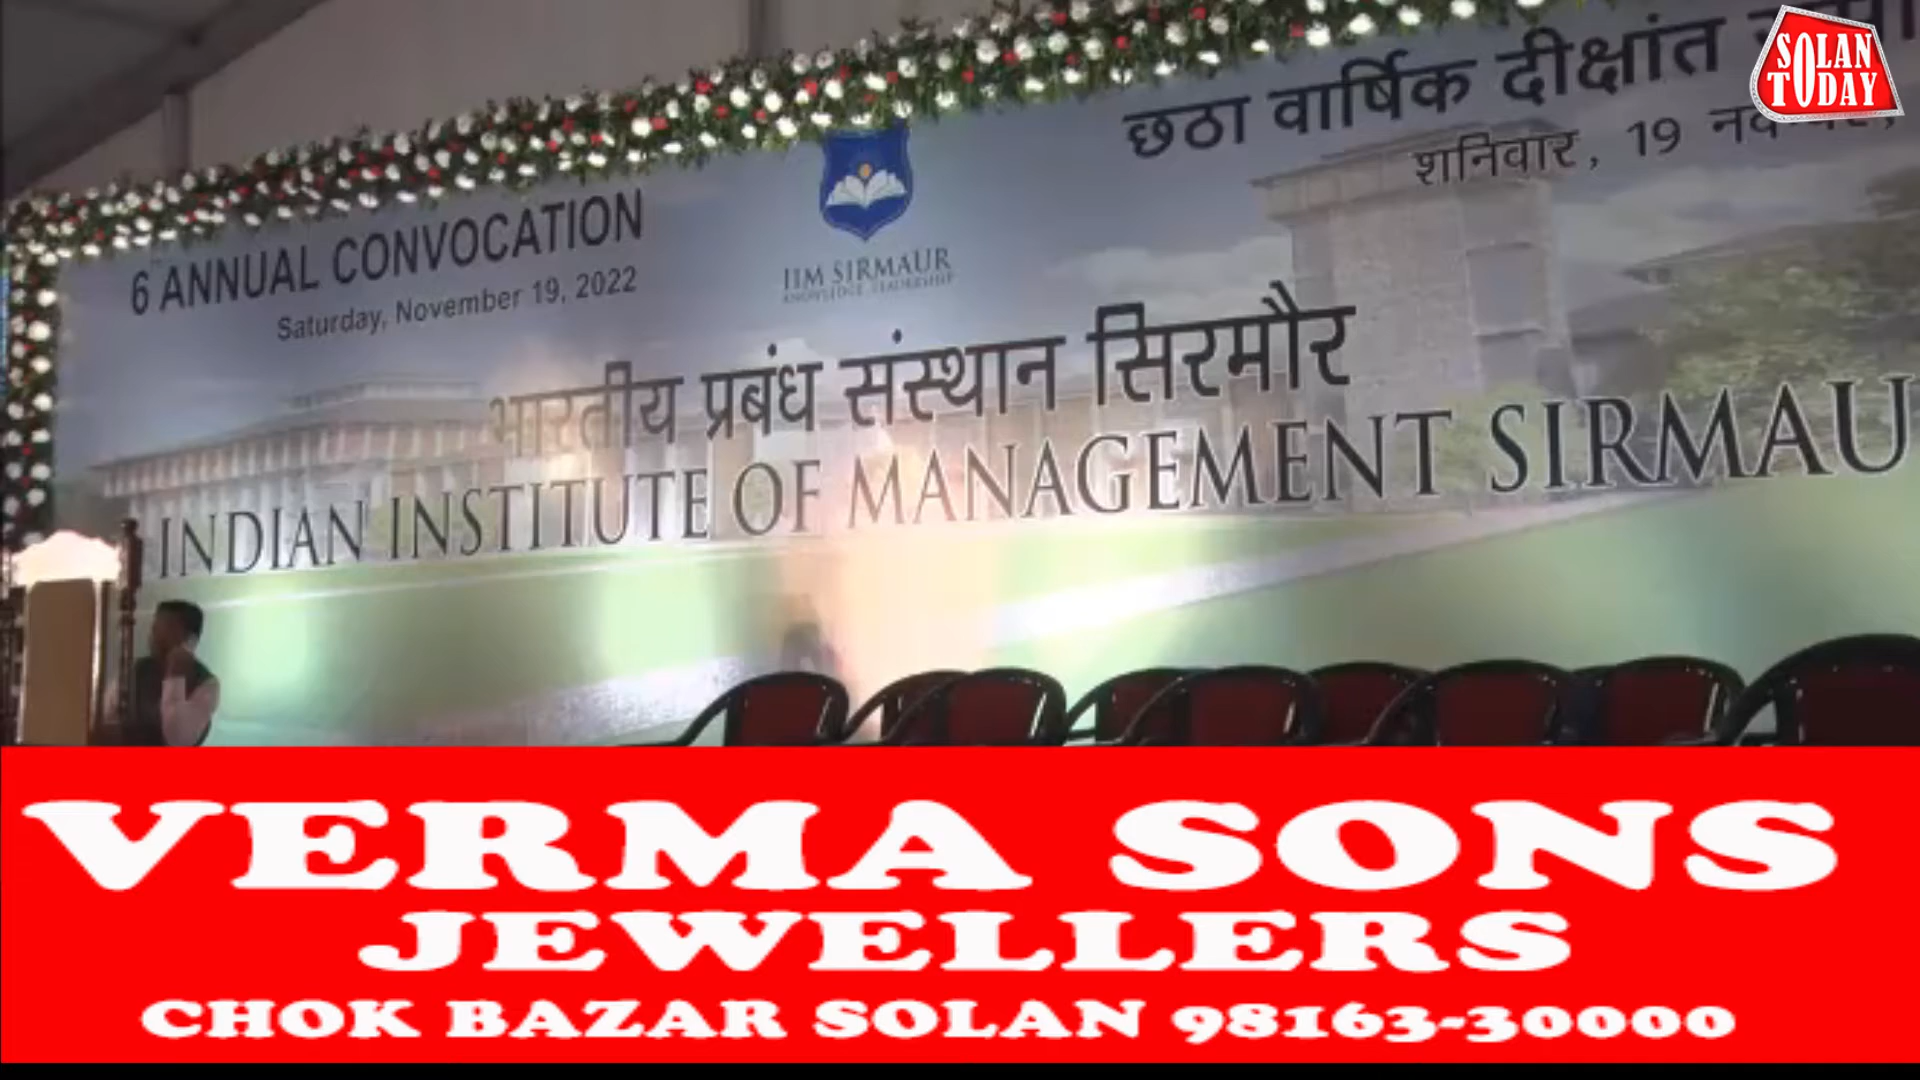 SOLAN
TODAY
छठा वार्षिक दीक्षांत
शनिवार, 19
6 ANNUAL CONVOCATION
Saturday, November 19, 2022
IIM SIRMAUR
भारतीय प्रबंध संस्थान सिरमौर
INDIAN INSTITUTE OF MANAGEMENT SIRMAU
VERMA SONS
JEWELLERS
CHOK BAZAR SOLAN 98163-30000